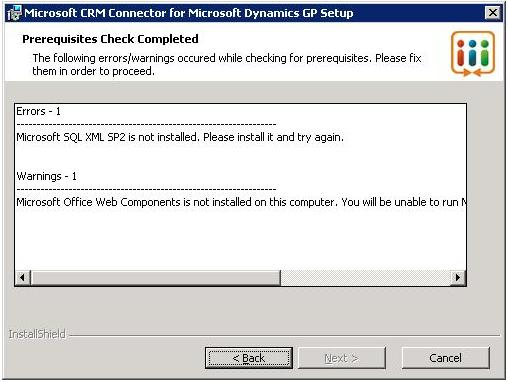 Microsoft CRM Connector for Microsoft Dynamics GP Setup
Prerequisites Check Completed
The following errors/warnings occured while checking for prerequisites. Please fix
them in order to proceed.
Errors - 1
------------------------------------------------------------
Microsoft SQL XML SP2 is not installed. Please install it and try again.
Warnings - 1
------------------------------------------------------------
Microsoft Office Web Components is not installed on this computer. You will be unable to run
InstallShield
< Back
Next >
Cancel